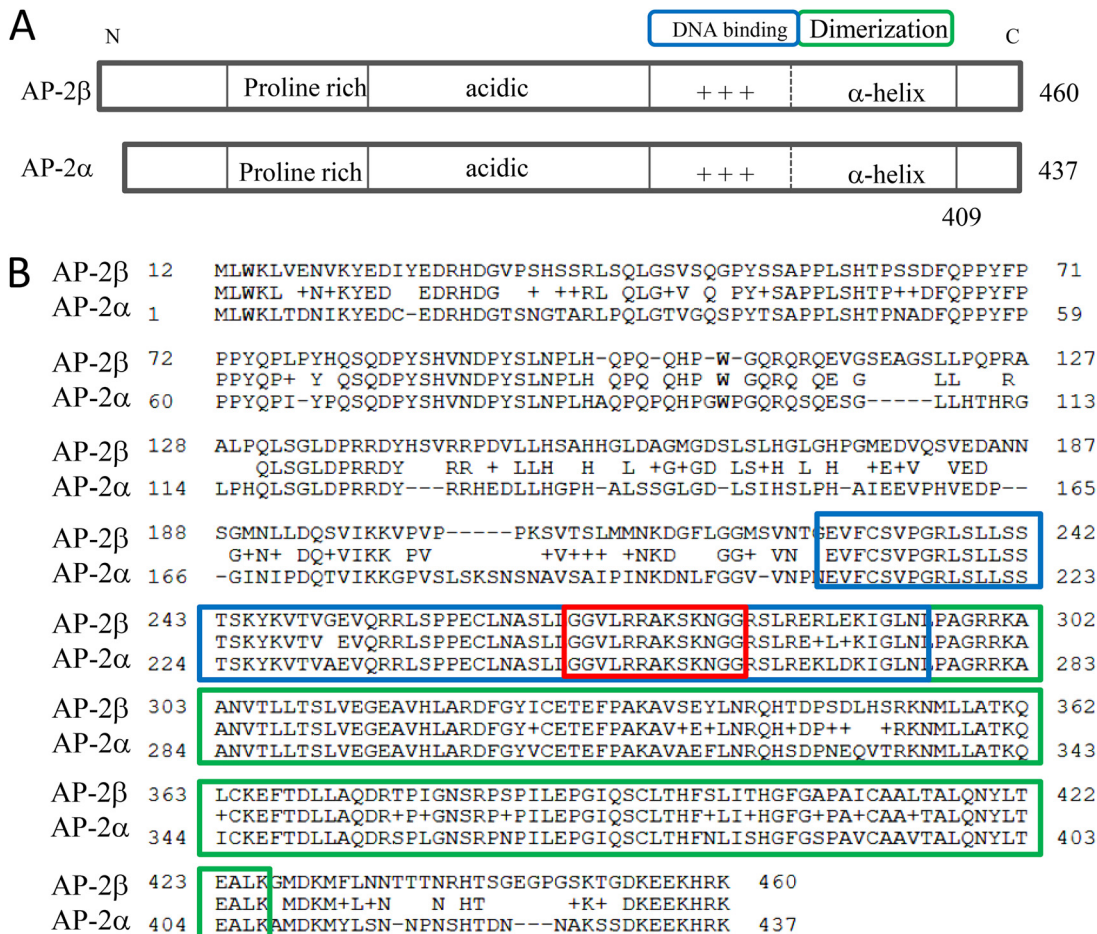 A N DNA binding Dimerization C
AP-2β Proline rich acidic + + + α-helix 460
AP-2α Proline rich acidic + + + α-helix 437
409
B AP-2β 12 MLWKLVENVKYEDIYEDRHDGVPSHSSRLSQLGSVSQGPYSSAPPLSHTPSSDFQPPYFP 71
MLWKL +N+KYED EDRHDG + ++RL QLG+V Q PY+SAPPLSHTP++DFQPPYFP
AP-2α 1 MLWKLTDNIKYEDC-EDRHDGTSNGTARLPQLGTVGQSPYTSAPPLSHTPNADFQPPYFP 59
AP-2β 72 PPYQPLPYHQSQDPYSHVNDPYSLNPLH-QPQ-QHP-W-GQRQRQEVGSEAGSLLPQPRA 127
PPYQP+ Y QSQDPYSHVNDPYSLNPLH QPQ QHP W GQRQ QE G LL R
AP-2α 60 PPYQPI-YPQSQDPYSHVNDPYSLNPLHAQPQPQHPGWPGQRQSQESG-----LLHTHRG 113
AP-2β 128 ALPQLSGLDPRRDYHSVRRPDVLLHSAHHGLDAGMGDSLSLHGLGHPGMEDVQSVEDANN 187
QLSGLDPRRDY RR + LLH H L +G+GD LS+H L H +E+V VED
AP-2α 114 LPHQLSGLDPRRDY---RRHEDLLHGPH-ALSSGLGD-LSIHSLPH-AIEEVPHVEDP-- 165
AP-2β 188 SGMNLLDQSVIKKVPVP-----PKSVTSLMMNKDGFLGGMSVNTGEVFCSVPGRLSLLSS 242
G+N+ DQ+VIKK PV +V+++ +NKD GG+ VN EVFCSVPGRLSLLSS
AP-2α 166 -GINIPDQTVIKKGPVSLSKSNSNAVSAIPINKDNLFGGV-VNPNEVFCSVPGRLSLLSS 223
AP-2β 243 TSKYKVTVGEVQRRLSPPECLNASLLGGVLRRAKSKNGGRSLRERLEKIGLNLPAGRRKA 302
TSKYKVTV EVQRRLSPPECLNASLLGGVLRRAKSKNGGRSLRE+L+KIGLNLPAGRRKA
AP-2α 224 TSKYKVTVAEVQRRLSPPECLNASLLGGVLRRAKSKNGGRSLREKLDKIGLNLPAGRRKA 283
AP-2β 303 ANVTLLTSLVEGEAVHLARDFGYICETEFPAKAVSEYLNRQHTDPSDLHSRKNMLLATKQ 362
ANVTLLTSLVEGEAVHLARDFGY+CETEFPAKAV+E+LNRQH+DP++ +RKNMLLATKQ
AP-2α 284 ANVTLLTSLVEGEAVHLARDFGYVCETEFPAKAVAEFLNRQHSDPNEQVTRKNMLLATKQ 343
AP-2β 363 LCKEFTDLLAQDRTPIGNSRPSPILEPGIQSCLTHFSLITHGFGAPAICAALTALQNYLT 422
+CKEFTDLLAQDR+P+GNSRP+PILEPGIQSCLTHF+LI+HGFG+PA+CAA+TALQNYLT
AP-2α 344 ICKEFTDLLAQDRSPLGNSRPNPILEPGIQSCLTHFNLISHGFGSPAVCAAVTALQNYLT 403
AP-2β 423 EALKGMDKMFLNNTTTNRHTSGEGPGSKTGDKEEKHRK 460
EALK MDKM+L+N N HT +K+ DKEEKHRK
AP-2α 404 EALKAMDKMYLSN-NPNSHTDN---NAKSSDKEEKHRK 437